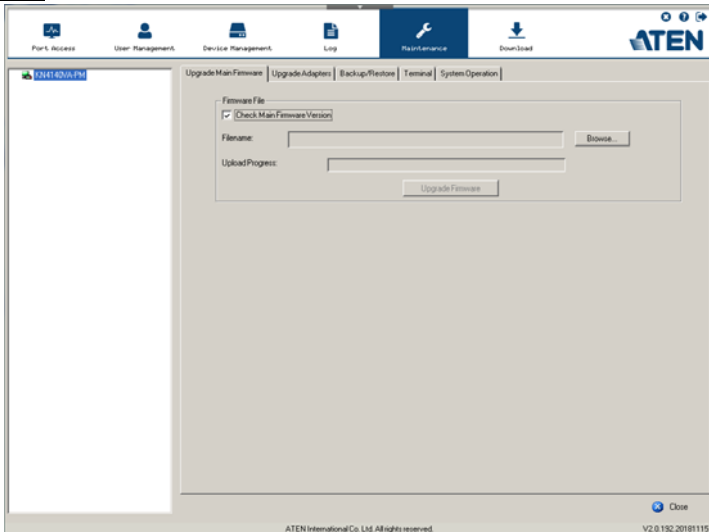 Port Access
User Management
Device Management
Log
Maintenance
Download
ATEN
KN4140VA-PM
Upgrade Main Firmware
Upgrade Adapters
Backup/Restore
Terminal
System Operation
Firmware File
Check Main Firmware Version
Filename:
Browse...
Upload Progress:
Upgrade Firmware
Close
ATEN International Co. Ltd. All rights reserved.
V2.0.192.20181115